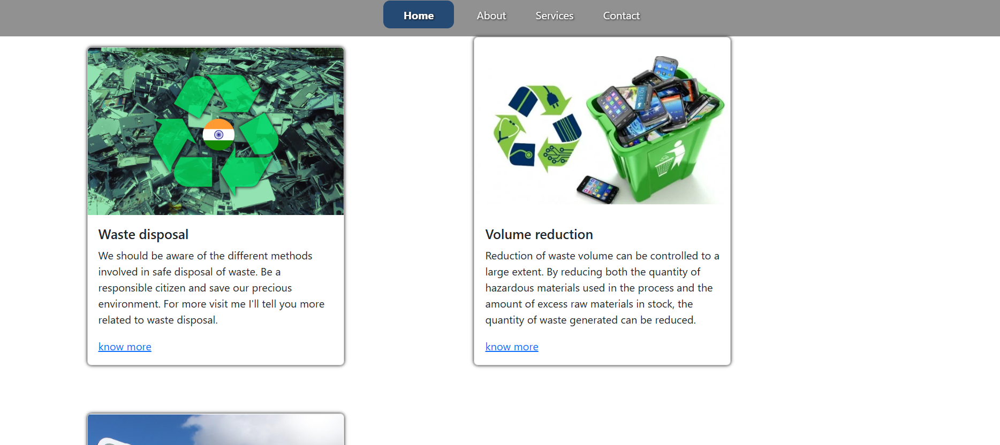 Home About Services Contact
Waste disposal
We should be aware of the different methods
involved in safe disposal of waste. Be a
responsible citizen and save our precious
environment. For more visit me I'll tell you more
related to waste disposal.
know more
Volume reduction
Reduction of waste volume can be controlled to a
large extent. By reducing both the quantity of
hazardous materials used in the process and the
amount of excess raw materials in stock, the
quantity of waste generated can be reduced.
know more